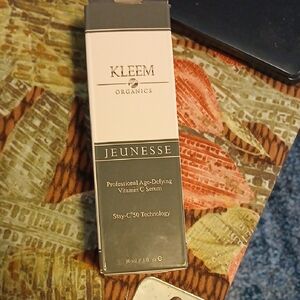 KLEEM
ORGANICS
JEUNESSE
Professional Age-Defying
Vitamin C Serum
Stay-C®50 Technology